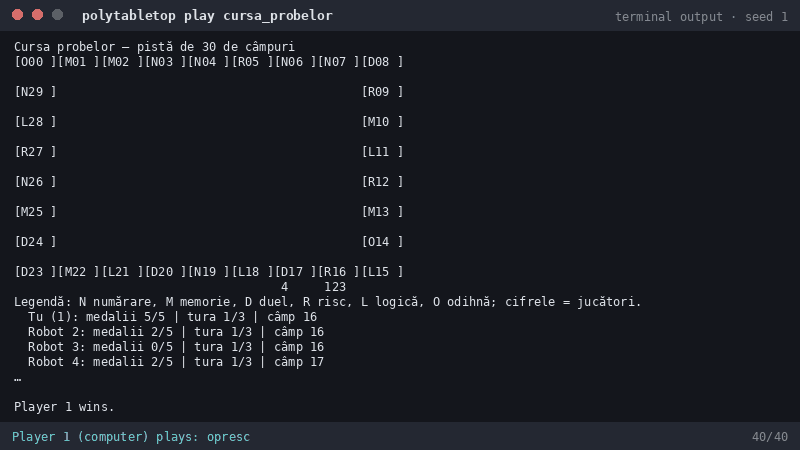 polytabletop play cursa_probelor
terminal output · seed 1
Cursa probelor — pistă de 30 de câmpuri
[O00 ][M01 ][M02 ][N03 ][N04 ][R05 ][N06 ][N07 ][D08 ]
[N29 ] [R09 ]
[L28 ] [M10 ]
[R27 ] [L11 ]
[N26 ] [R12 ]
[M25 ] [M13 ]
[D24 ] [O14 ]
[D23 ][M22 ][L21 ][D20 ][N19 ][L18 ][D17 ][R16 ][L15 ]
4 123
Legendă: N numărare, M memorie, D duel, R risc, L logică, O odihnă; cifrele = jucători.
Tu (1): medalii 5/5 | tura 1/3 | câmp 16
Robot 2: medalii 2/5 | tura 1/3 | câmp 16
Robot 3: medalii 0/5 | tura 1/3 | câmp 16
Robot 4: medalii 2/5 | tura 1/3 | câmp 17
…
Player 1 wins.
Player 1 (computer) plays: opresc
40/40